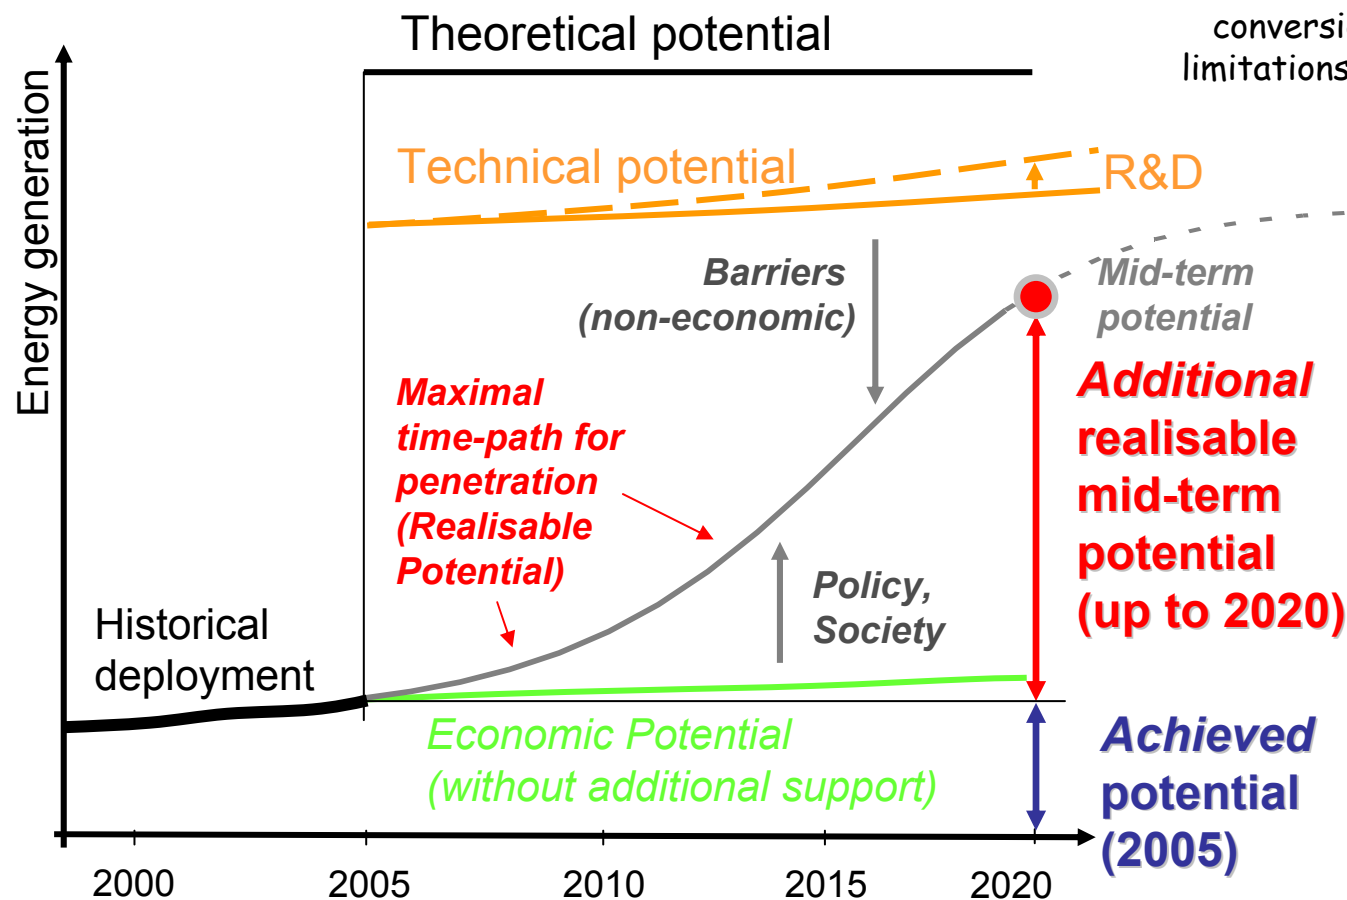 Theoretical potential
limitations
Energy generation
Technical potential
R&D
Barriers
(non-economic)
Mid-term
potential
Maximal
time-path for
penetration
(Realisable
Potential)
Additional
realisable
mid-term
potential
(up to 2020)
Policy,
Society
Historical
deployment
Economic Potential
(without additional support)
Achieved
potential
(2005)
2000 2005 2010 2015 2020